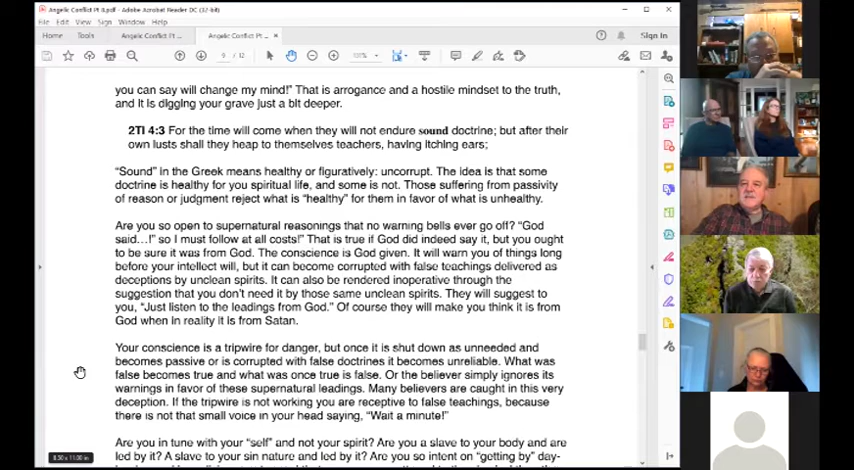 Angelic Conflict Pt 8.pdf - Adobe Acrobat Reader DC (32-bit)
File Edit View Sign Window Help
Home Tools Angelic Conflict Pt ... Angelic Conflict Pt ... × Sign In
9 / 12
you can say will change my mind!” That is arrogance and a hostile mindset to the truth,
and it is digging your grave just a bit deeper.
2TI 4:3 For the time will come when they will not endure sound doctrine; but after their
own lusts shall they heap to themselves teachers, having itching ears;
“Sound” in the Greek means healthy or figuratively: uncorrupt. The idea is that some
doctrine is healthy for you spiritual life, and some is not. Those suffering from passivity
of reason or judgment reject what is “healthy” for them in favor of what is unhealthy.
Are you so open to supernatural reasonings that no warning bells ever go off? “God
said…!” so I must follow at all costs!” That is true if God did indeed say it, but you ought
to be sure it was from God. The conscience is God given. It will warn you of things long
before your intellect will, but it can become corrupted with false teachings delivered as
deceptions by unclean spirits. It can also be rendered inoperative through the
suggestion that you don’t need it by those same unclean spirits. They will suggest to
you, “Just listen to the leadings from God.” Of course they will make you think it is from
God when in reality it is from Satan.
Your conscience is a tripwire for danger, but once it is shut down as unneeded and
becomes passive or is corrupted with false doctrines it becomes unreliable. What was
false becomes true and what was once true is false. Or the believer simply ignores its
warnings in favor of these supernatural leadings. Many believers are caught in this very
deception. If the tripwire is not working you are receptive to false teachings, because
there is not that small voice in your head saying, “Wait a minute!”
Are you in tune with your “self” and not your spirit? Are you a slave to your body and are
led by it? A slave to your sin nature and led by it? Are you so intent on “getting by” day-
8.50 x 11.00 in